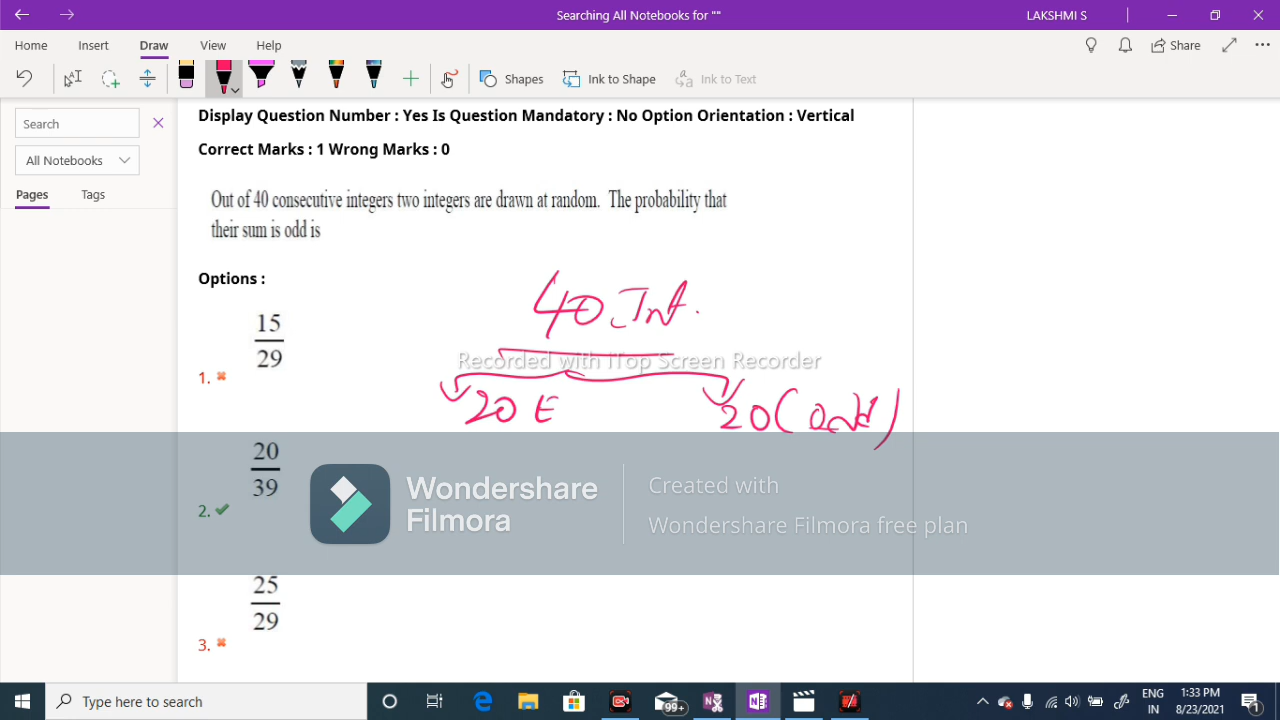 Searching All Notebooks for ""
LAKSHMI S
Home Insert Draw View Help
Share
Shapes Ink to Shape Ink to Text
Search
All Notebooks
Pages Tags
Display Question Number : Yes Is Question Mandatory : No Option Orientation : Vertical
Correct Marks : 1 Wrong Marks : 0
Out of 40 consecutive integers two integers are drawn at random. The probability that
their sum is odd is
Options :
40 Int.
15
29
1.
Recorded with iTop Screen Recorder
20 E 20 (odd)
20
39
2.
Wondershare
Filmora
Created with
Wondershare Filmora free plan
25
29
3.
Type here to search
99+
ENG
IN
1:33 PM
8/23/2021
1